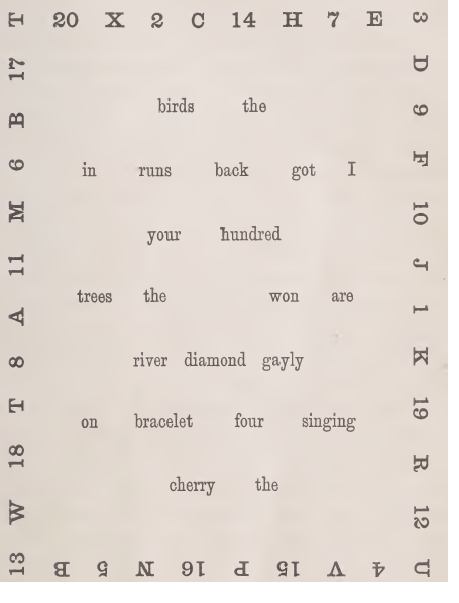 T 20 X 2 C 14 H 7 E 3
birds the
in runs back got I
your hundred
trees the won are
river diamond gayly
on bracelet four singing
cherry the
D 9 F 10 J 1 K 19 R 12 U
4 V 15 P 16 N 5 B
13 W 18 T 8 A 11 M 6 B 17